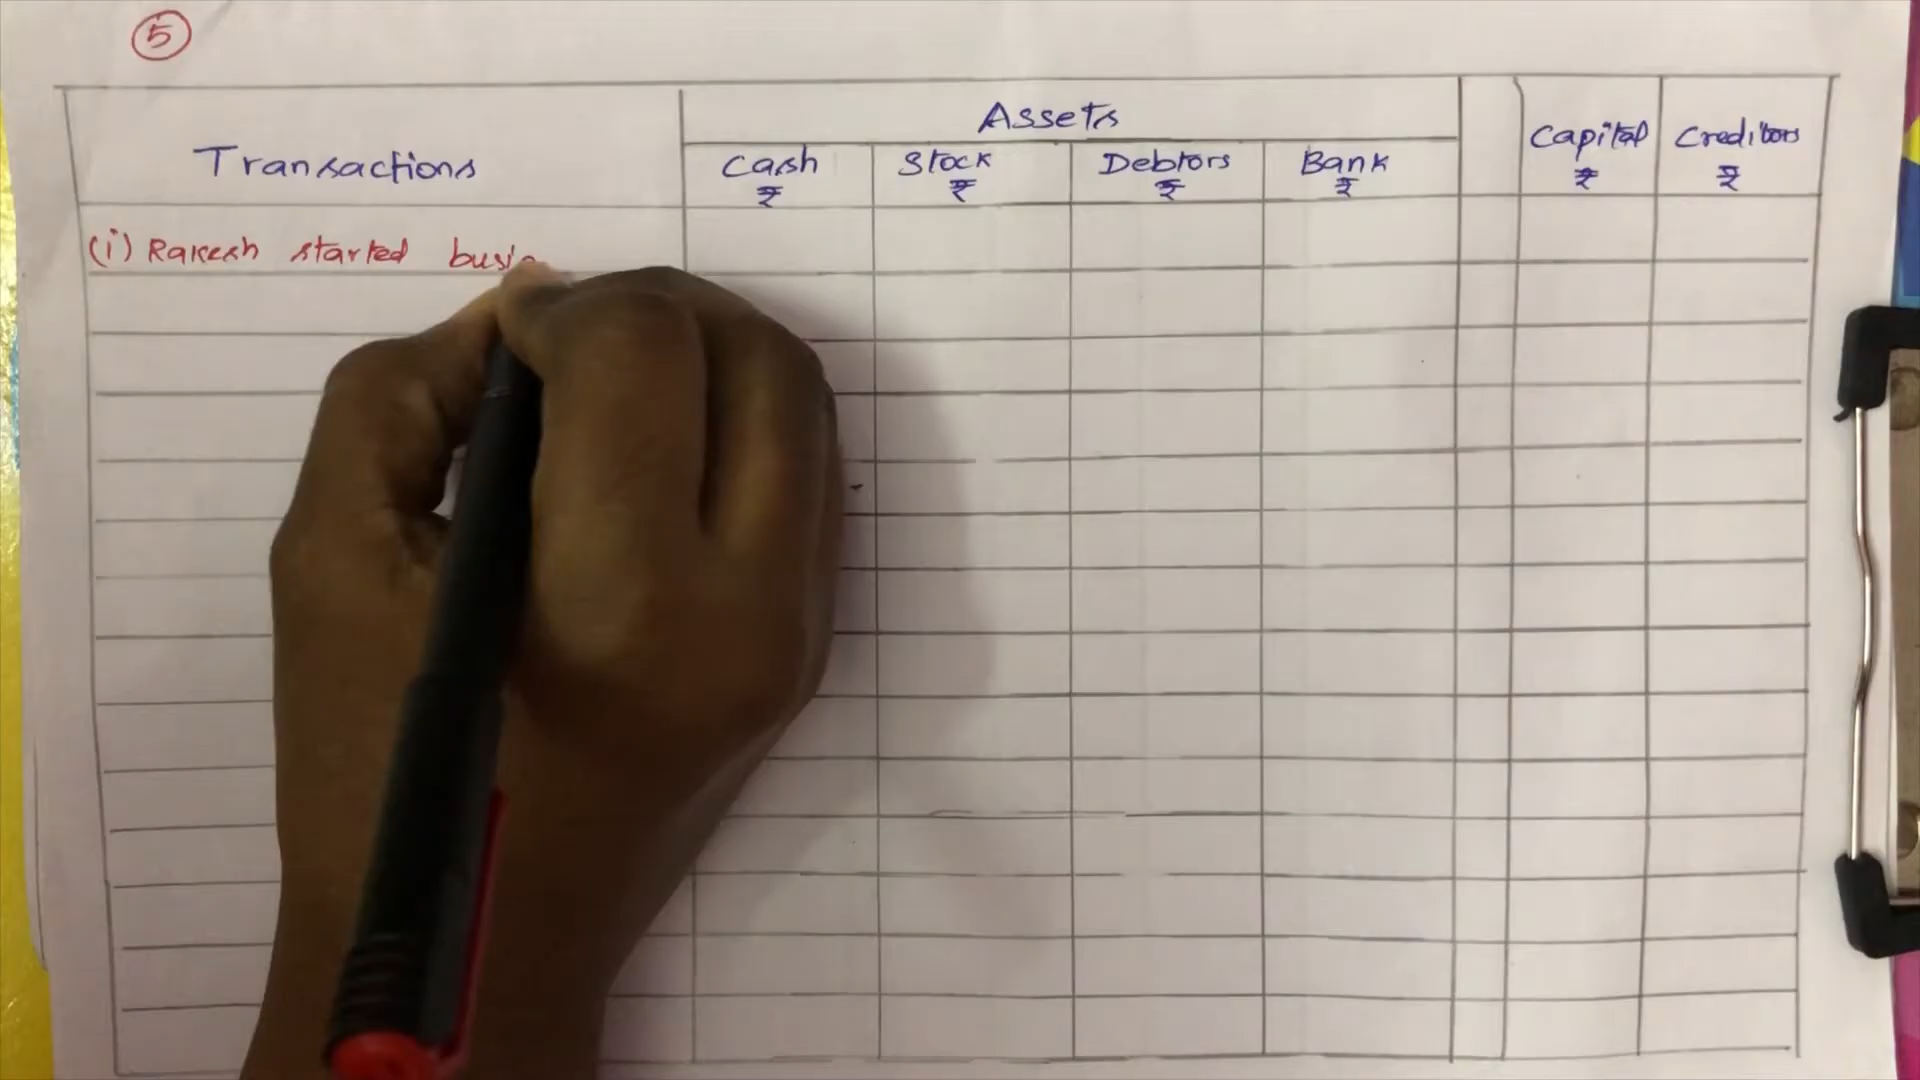 5
Transactions
Assets
Cash ₹
Stock ₹
Debtors ₹
Bank ₹
Capital ₹
Creditors ₹
(i) Rakesh started